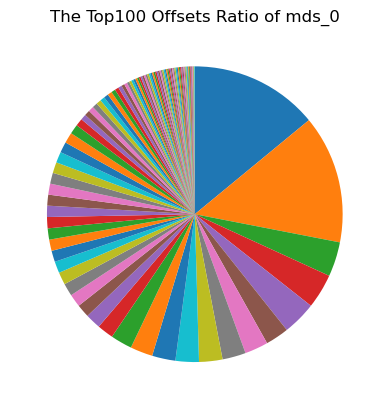 The Top100 Offsets Ratio of mds_0